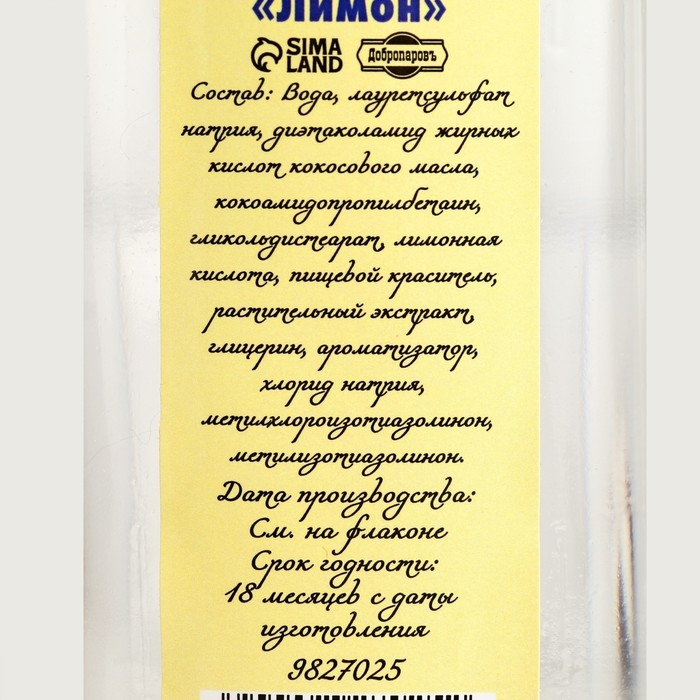 «ЛИМОН»
SIMA LAND Добропаровъ
Состав: Вода, лауретсульфат
натрия, диэтаколамид жирных
кислот кокосового масла,
кокоамидопропилбетаин,
гликольдистеарат, лимонная
кислота, пищевой краситель,
растительный экстракт,
глицерин, ароматизатор,
хлорид натрия,
метилхлороизотиазолинон,
метилизотиазолинон.
Дата производства:
См. на флаконе
Срок годности:
18 месяцев с даты
изготовления
9827025